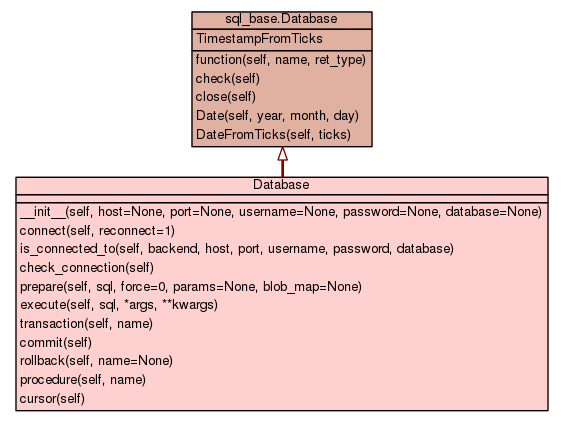 sql_base.Database
TimestampFromTicks
function(self, name, ret_type)
check(self)
close(self)
Date(self, year, month, day)
DateFromTicks(self, ticks)
Database
__init__(self, host=None, port=None, username=None, password=None, database=None)
connect(self, reconnect=1)
is_connected_to(self, backend, host, port, username, password, database)
check_connection(self)
prepare(self, sql, force=0, params=None, blob_map=None)
execute(self, sql, *args, **kwargs)
transaction(self, name)
commit(self)
rollback(self, name=None)
procedure(self, name)
cursor(self)